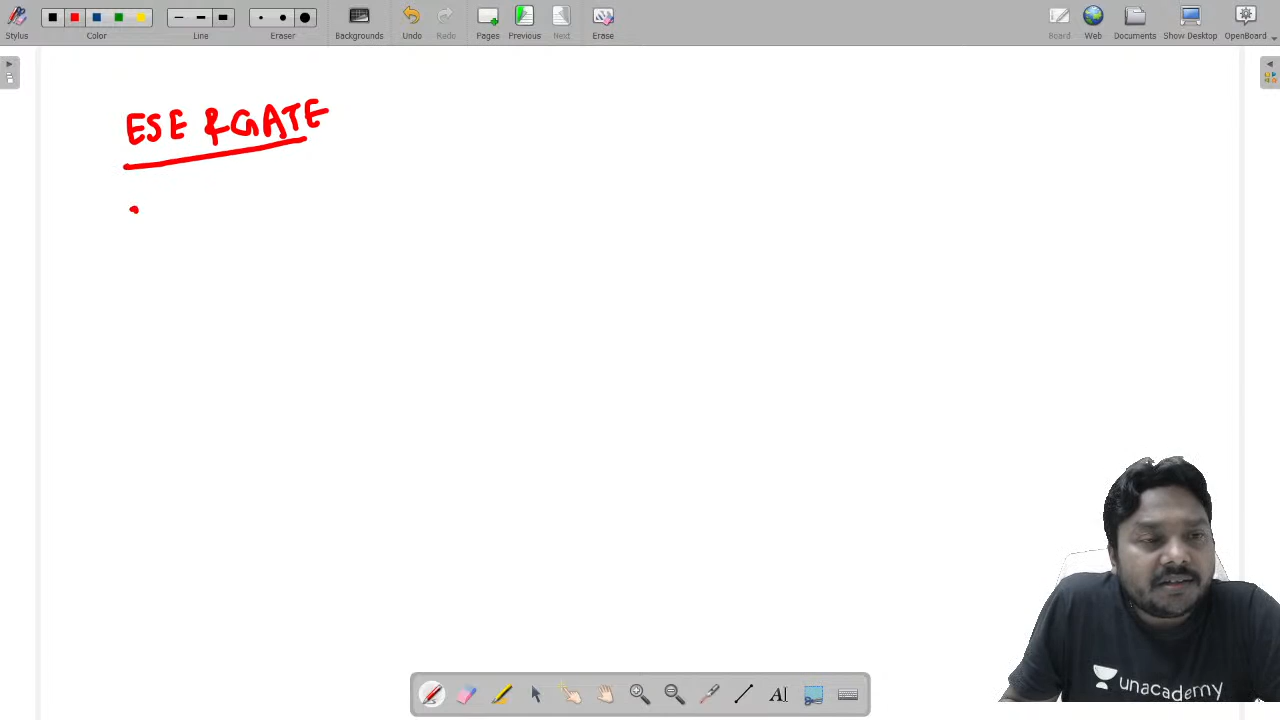 Stylus
Color
Line
Eraser
Backgrounds
Undo
Redo
Pages
Previous
Next
Erase
Board
Web
Documents
Show Desktop
OpenBoard
ESE & GATE
unacademy